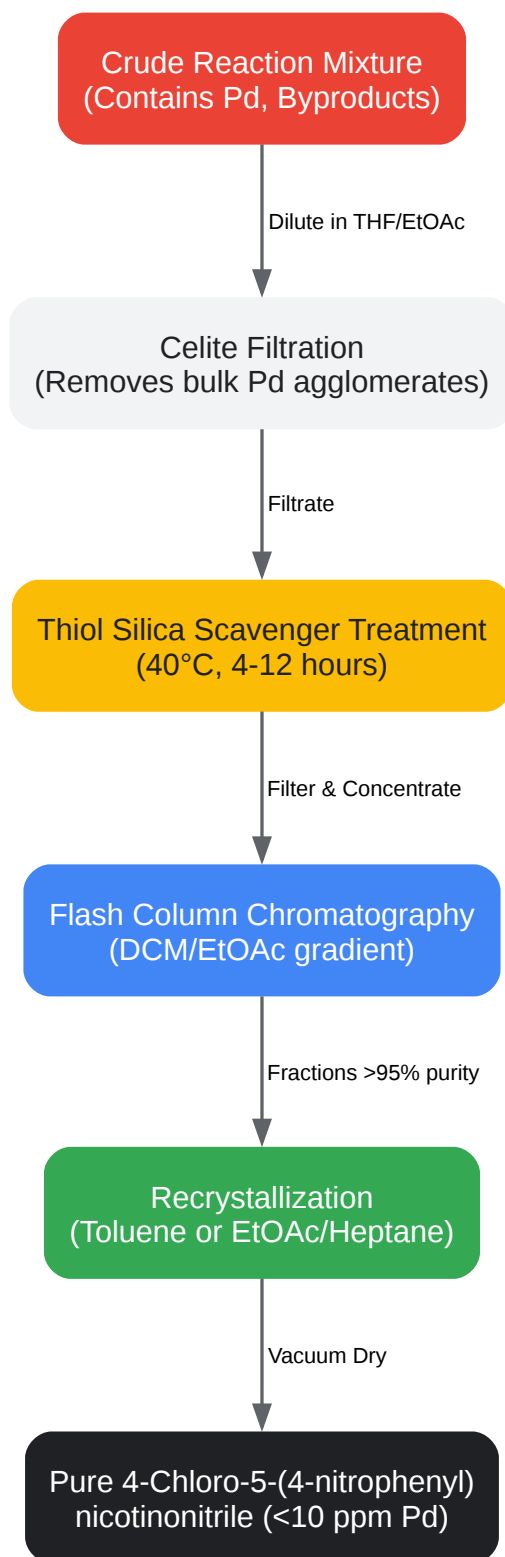 Crude Reaction Mixture
(Contains Pd, Byproducts)
Dilute in THF/EtOAc
Celite Filtration
(Removes bulk Pd agglomerates)
Filtrate
Thiol Silica Scavenger Treatment
(40°C, 4-12 hours)
Filter & Concentrate
Flash Column Chromatography
(DCM/EtOAc gradient)
Fractions >95% purity
Recrystallization
(Toluene or EtOAc/Heptane)
Vacuum Dry
Pure 4-Chloro-5-(4-nitrophenyl)
nicotinonitrile (<10 ppm Pd)